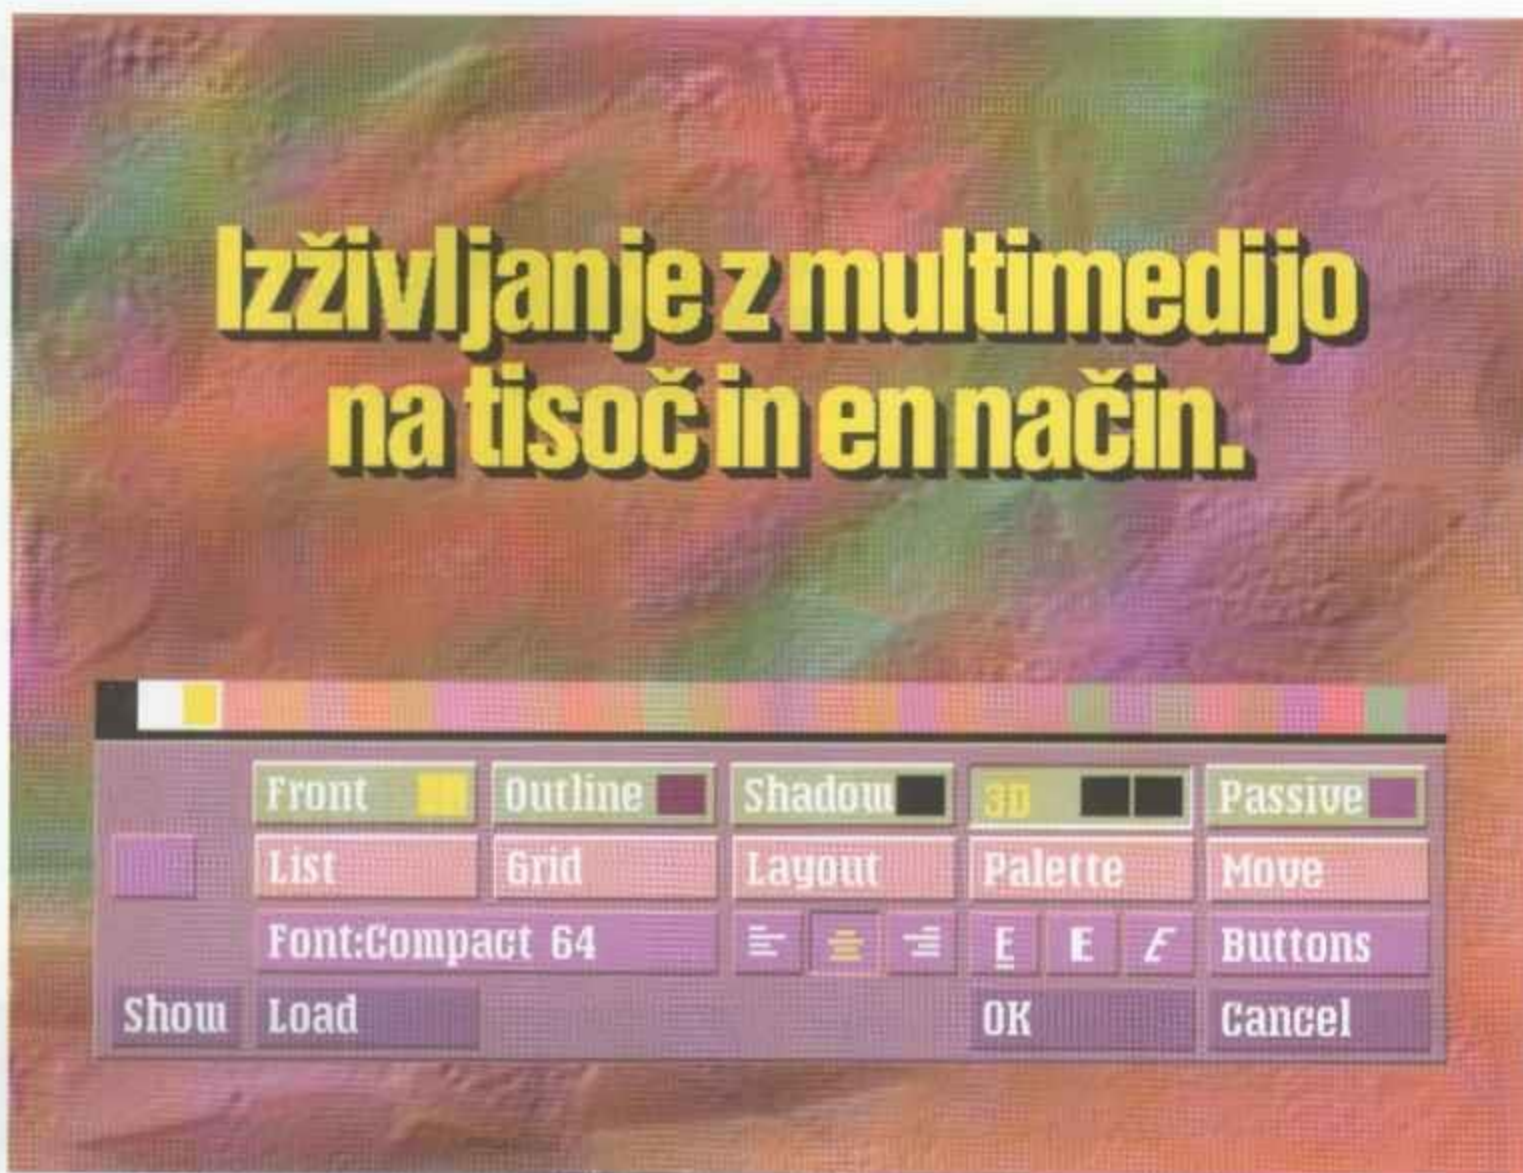 Izživljanje z multimedijo
na tisoč in en način.
Front Outline Shadow 3D Passive
List Grid Layout Palette Move
Font:Compact 64 E E E Buttons
Show Load OK Cancel